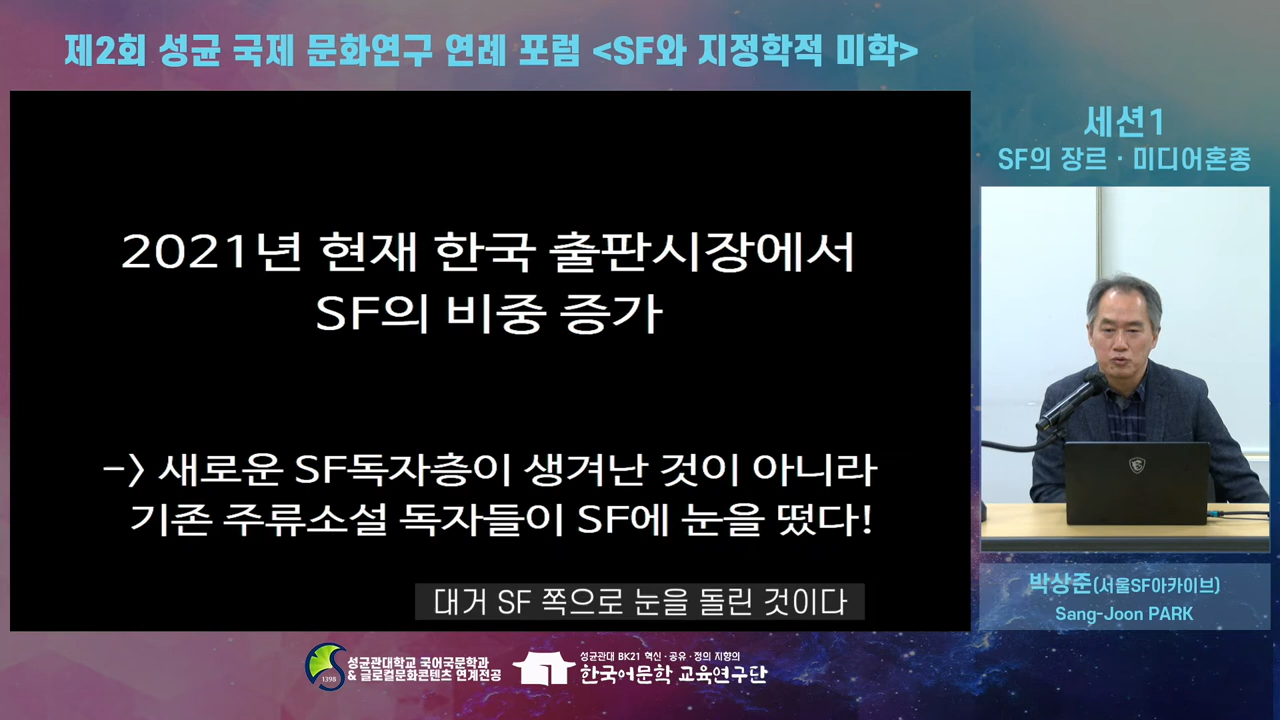 제2회 성균 국제 문화연구 연례 포럼 <SF와 지정학적 미학>
세션1
SF의 장르 · 미디어혼종
2021년 현재 한국 출판시장에서
SF의 비중 증가
-> 새로운 SF독자층이 생겨난 것이 아니라
기존 주류소설 독자들이 SF에 눈을 떴다!
대거 SF 쪽으로 눈을 돌린 것이다
박상준(서울SF아카이브)
Sang-Joon PARK
1398
성균관대학교 국어국문학과
& 글로컬문화콘텐츠 연계전공
성균관대 BK21 혁신·공유·정의 지향의
한국어문학 교육연구단